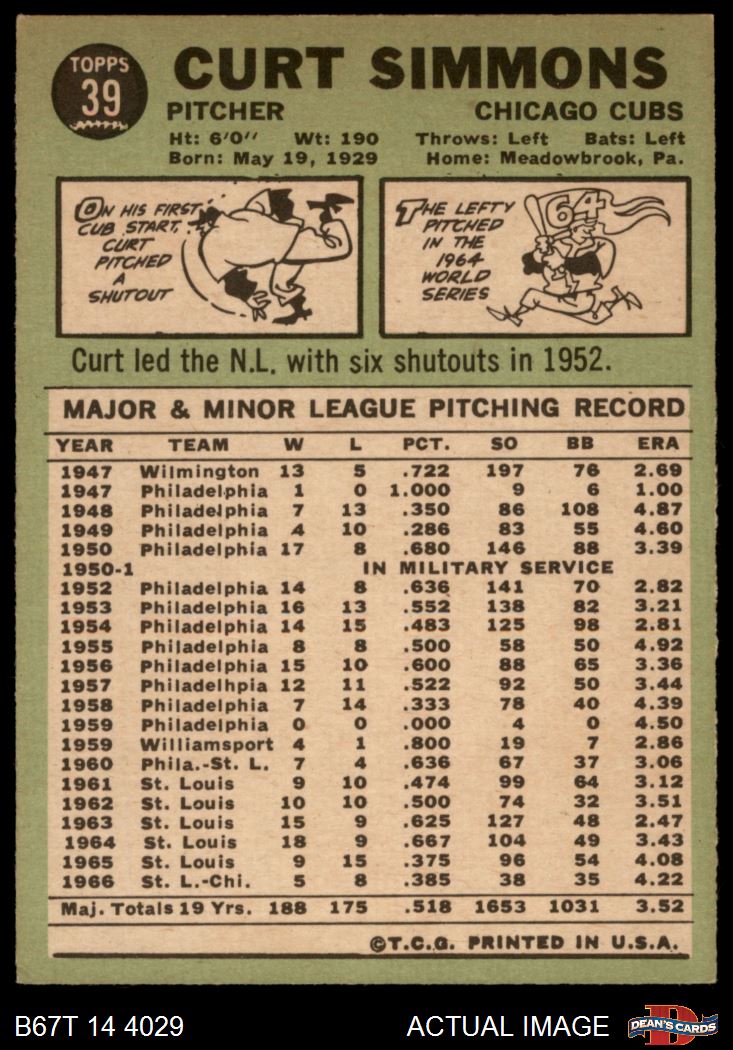 TOPPS
39
CURT SIMMONS
PITCHER CHICAGO CUBS
Ht: 6'0" Wt: 190 Throws: Left Bats: Left
Born: May 19, 1929 Home: Meadowbrook, Pa.
ON HIS FIRST
CUB START,
CURT
PITCHED
A
SHUTOUT
THE LEFTY
PITCHED
IN THE
1964
WORLD
SERIES
64
Curt led the N.L. with six shutouts in 1952.
MAJOR & MINOR LEAGUE PITCHING RECORD
YEAR TEAM W L PCT. SO BB ERA
1947 Wilmington 13 5 .722 197 76 2.69
1947 Philadelphia 1 0 1.000 9 6 1.00
1948 Philadelphia 7 13 .350 86 108 4.87
1949 Philadelphia 4 10 .286 83 55 4.60
1950 Philadelphia 17 8 .680 146 88 3.39
1950-1 IN MILITARY SERVICE
1952 Philadelphia 14 8 .636 141 70 2.82
1953 Philadelphia 16 13 .552 138 82 3.21
1954 Philadelphia 14 15 .483 125 98 2.81
1955 Philadelphia 8 8 .500 58 50 4.92
1956 Philadelphia 15 10 .600 88 65 3.36
1957 Philadelhpia 12 11 .522 92 50 3.44
1958 Philadelphia 7 14 .333 78 40 4.39
1959 Philadelphia 0 0 .000 4 0 4.50
1959 Williamsport 4 1 .800 19 7 2.86
1960 Phila.-St. L. 7 4 .636 67 37 3.06
1961 St. Louis 9 10 .474 99 64 3.12
1962 St. Louis 10 10 .500 74 32 3.51
1963 St. Louis 15 9 .625 127 48 2.47
1964 St. Louis 18 9 .667 104 49 3.43
1965 St. Louis 9 15 .375 96 54 4.08
1966 St. L.-Chi. 5 8 .385 38 35 4.22
Maj. Totals 19 Yrs. 188 175 .518 1653 1031 3.52
©T.C.G. PRINTED IN U.S.A.
B67T 14 4029 ACTUAL IMAGE D DEAN'S CARDS